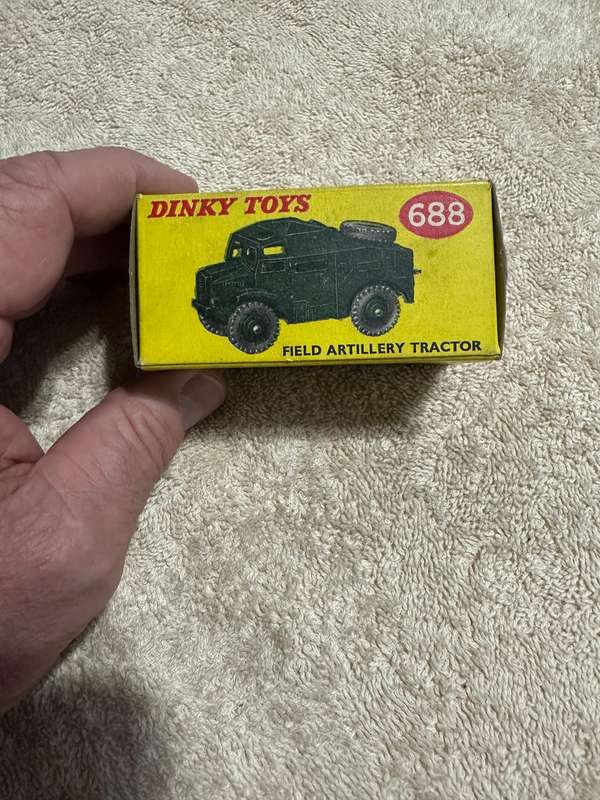 DINKY TOYS
688
FIELD ARTILLERY TRACTOR